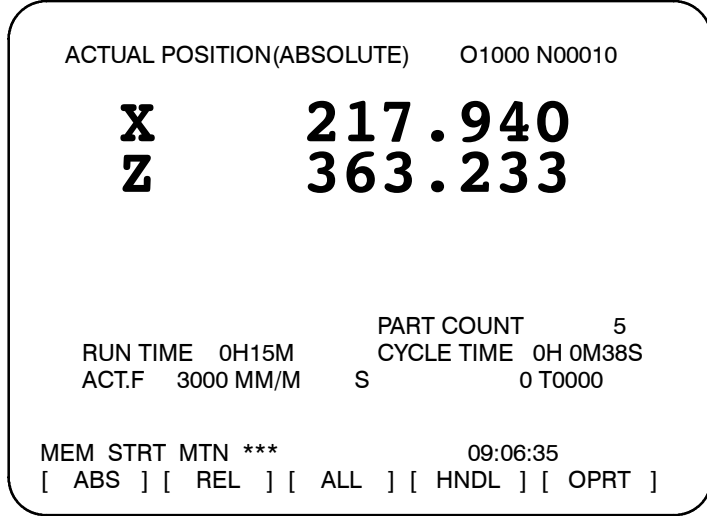 ACTUAL POSITION(ABSOLUTE) O1000 N00010
X 217.940
Z 363.233
PART COUNT 5
RUN TIME 0H15M CYCLE TIME 0H 0M38S
ACT.F 3000 MM/M S 0 T0000
MEM STRT MTN *** 09:06:35
[ ABS ] [ REL ] [ ALL ] [ HNDL ] [ OPRT ]